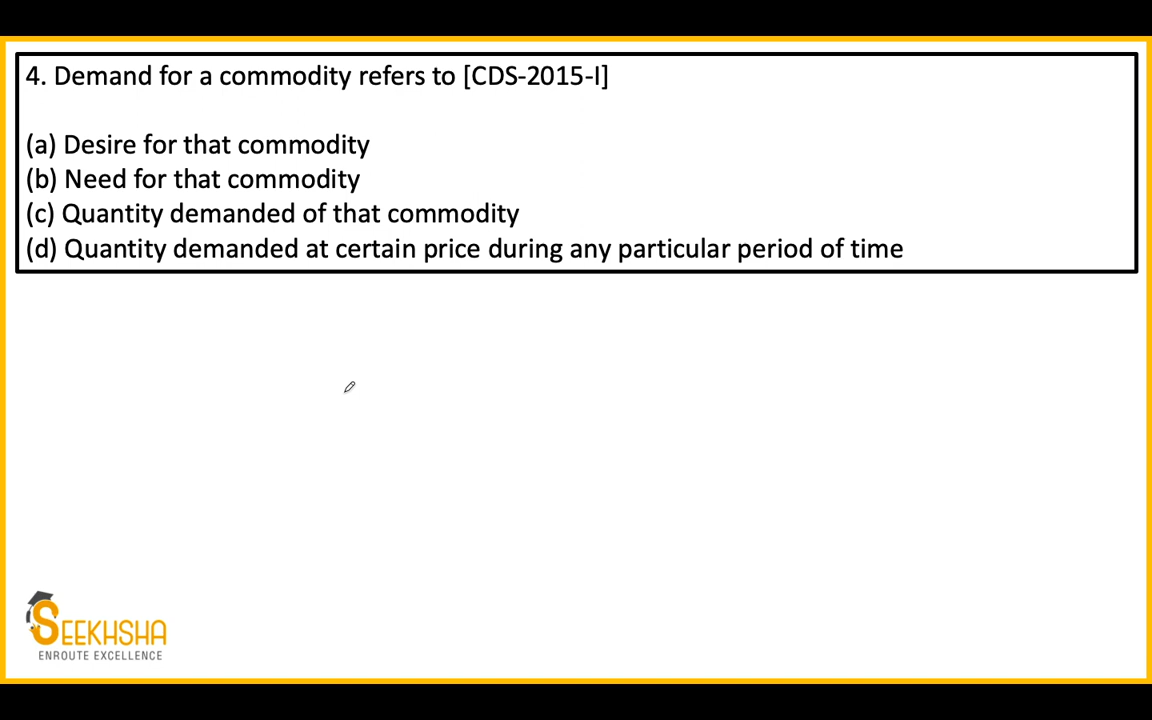 4. Demand for a commodity refers to [CDS-2015-I]
(a) Desire for that commodity
(b) Need for that commodity
(c) Quantity demanded of that commodity
(d) Quantity demanded at certain price during any particular period of time
SEEKHSHA
ENROUTE EXCELLENCE